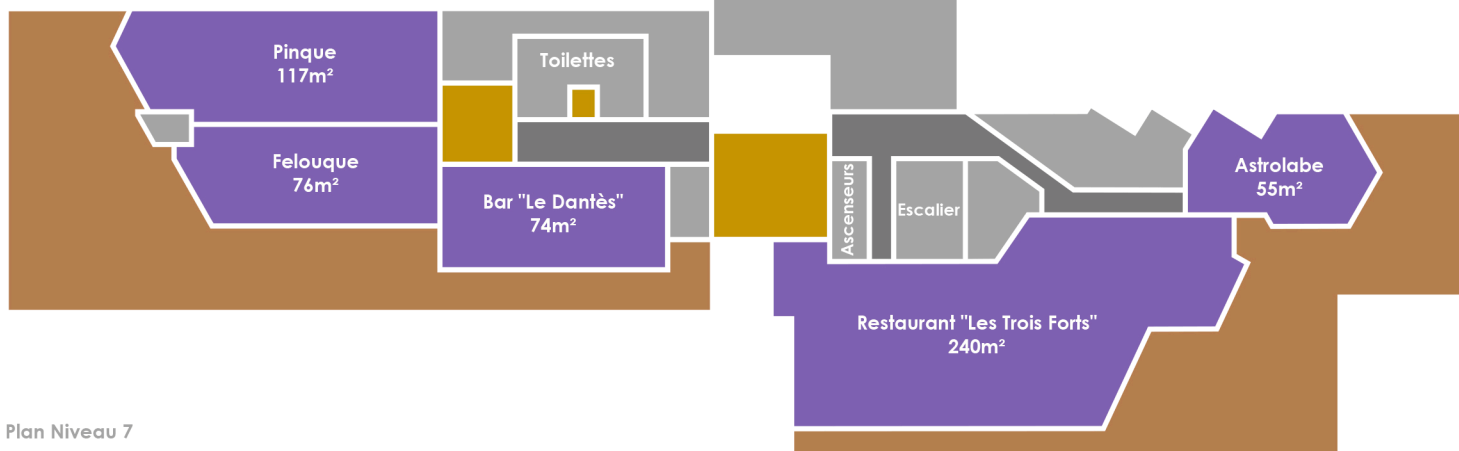 Pinque
117m²
Toilettes
Felouque
76m²
Bar "Le Dantès"
74m²
Ascenseurs
Escalier
Astrolabe
55m²
Restaurant "Les Trois Forts"
240m²
Plan Niveau 7